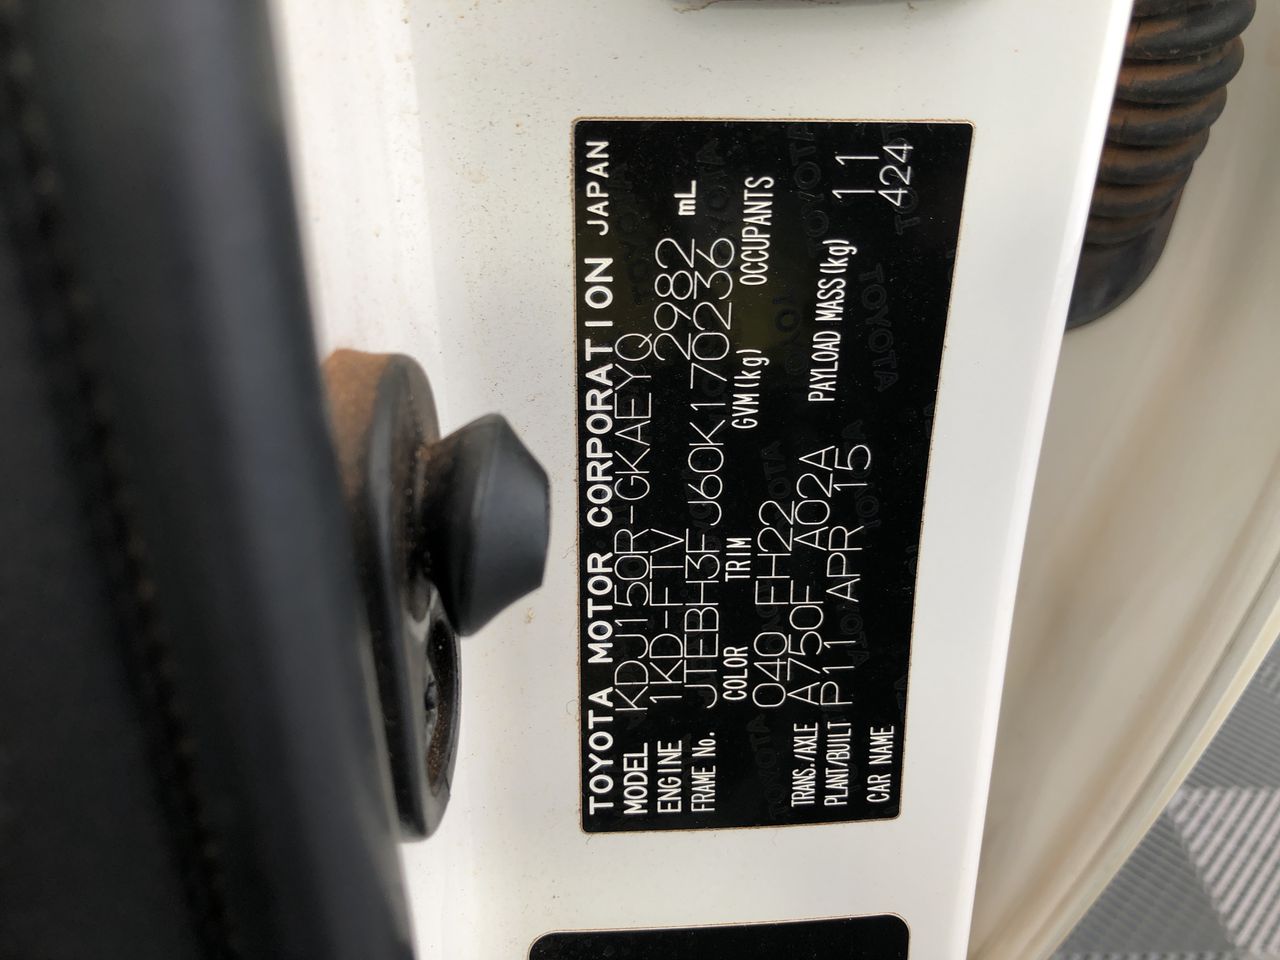 TOYOTA MOTOR CORPORATION JAPAN
MODEL KDJ150R-GKAEYQ
ENGINE 1KD-FTV 2982 mL
FRAME No. JTEBH3FJ60K170236
COLOR TRIM GVM(kg) OCCUPANTS
040 FH22
TRANS./AXLE A750F A02A PAYLOAD MASS(kg)
PLANT/BUILT P11 APR 15 11
CAR NAME 424